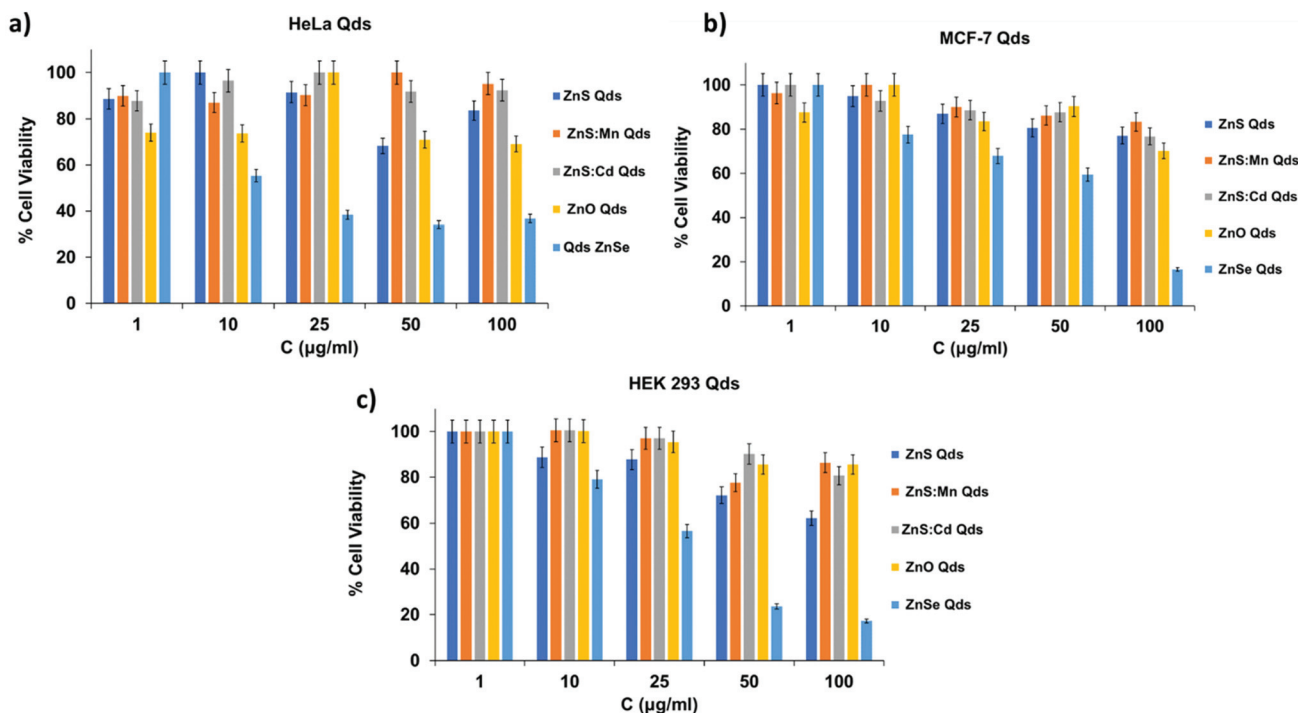 a)
HeLa Qds
100
80
60
40
20
0
% Cell Viability
1 10 25 50 100
C (µg/ml)
ZnS Qds
ZnS:Mn Qds
ZnS:Cd Qds
ZnO Qds
Qds ZnSe
b)
MCF-7 Qds
100
80
60
40
20
0
% Cell Viability
1 10 25 50 100
C (µg/ml)
ZnS Qds
ZnS:Mn Qds
ZnS:Cd Qds
ZnO Qds
ZnSe Qds
c)
HEK 293 Qds
100
80
60
40
20
0
% Cell Viability
1 10 25 50 100
C (µg/ml)
ZnS Qds
ZnS:Mn Qds
ZnS:Cd Qds
ZnO Qds
ZnSe Qds